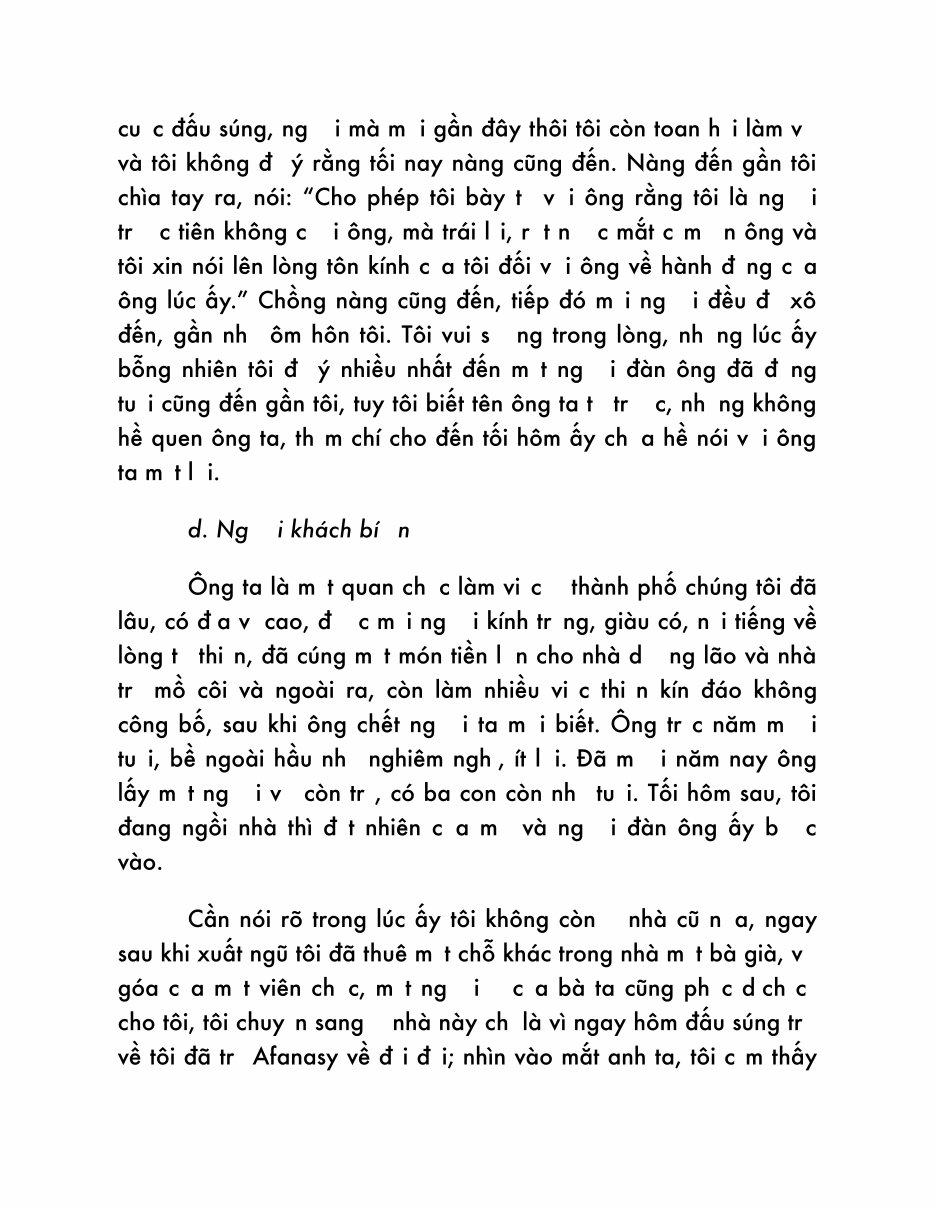 cu c đấu súng, ng i mà m i gần đây thôi tôi còn toan h i làm v
và tôi không đ ý rằng tối nay nàng cũng đến. Nàng đến gần tôi
chìa tay ra, nói: “Cho phép tôi bày t v i ông rằng tôi là ng i
tr c tiên không c i ông, mà trái l i, r t n c mắt c m n ông và
tôi xin nói lên lòng tôn kính c a tôi đối v i ông về hành đ ng c a
ông lúc ấy.” Chồng nàng cũng đến, tiếp đó m i ng i đều đ xô
đến, gần nh ôm hôn tôi. Tôi vui s ng trong lòng, nh ng lúc ấy
bỗng nhiên tôi đ ý nhiều nhất đến m t ng i đàn ông đã đ ng
tu i cũng đến gần tôi, tuy tôi biết tên ông ta t tr c, nh ng không
hề quen ông ta, th m chí cho đến tối hôm ấy ch a hề nói v i ông
ta m t l i.
d. Ng i khách bí n
Ông ta là m t quan ch c làm vi c thành phố chúng tôi đã
lâu, có đ a v cao, đ c m i ng i kính tr ng, giàu có, n i tiếng về
lòng t thi n, đã cúng m t món tiền l n cho nhà d ng lão và nhà
tr mồ côi và ngoài ra, còn làm nhiều vi c thi n kín đáo không
công bố, sau khi ông chết ng i ta m i biết. Ông tr c năm m i
tu i, bề ngoài hầu nh nghiêm ngh , ít l i. Đã m i năm nay ông
lấy m t ng i v còn tr , có ba con còn nh tu i. Tối hôm sau, tôi
đang ngồi nhà thì đ t nhiên c a m và ng i đàn ông ấy b c
vào.
Cần nói rõ trong lúc ấy tôi không còn nhà cũ n a, ngay
sau khi xuất ngũ tôi đã thuê m t chỗ khác trong nhà m t bà già, v
góa c a m t viên ch c, m t ng i c a bà ta cũng ph c d ch c
cho tôi, tôi chuy n sang nhà này ch là vì ngay hôm đấu súng tr
về tôi đã tr Afanasy về đ i đ i; nhìn vào mắt anh ta, tôi c m thấy